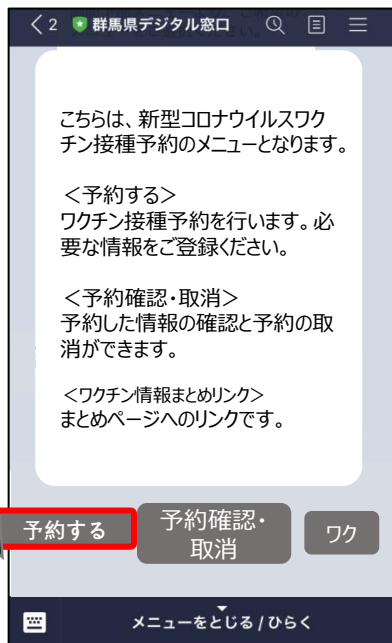 2 群馬県デジタル窓口
こちらは、新型コロナウイルスワク
チン接種予約のメニューとなります。
＜予約する＞
ワクチン接種予約を行います。必
要な情報をご登録ください。
＜予約確認・取消＞
予約した情報の確認と予約の取
消ができます。
＜ワクチン情報まとめリンク＞
まとめページへのリンクです。
予約する
予約確認・
取消
ワク
メニューをとじる / ひらく